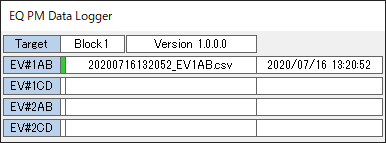 EQ PM Data Logger
Target Block1 Version 1.0.0.0
EV#1AB 20200716132052_EV1AB.csv 2020/07/16 13:20:52
EV#1CD
EV#2AB
EV#2CD